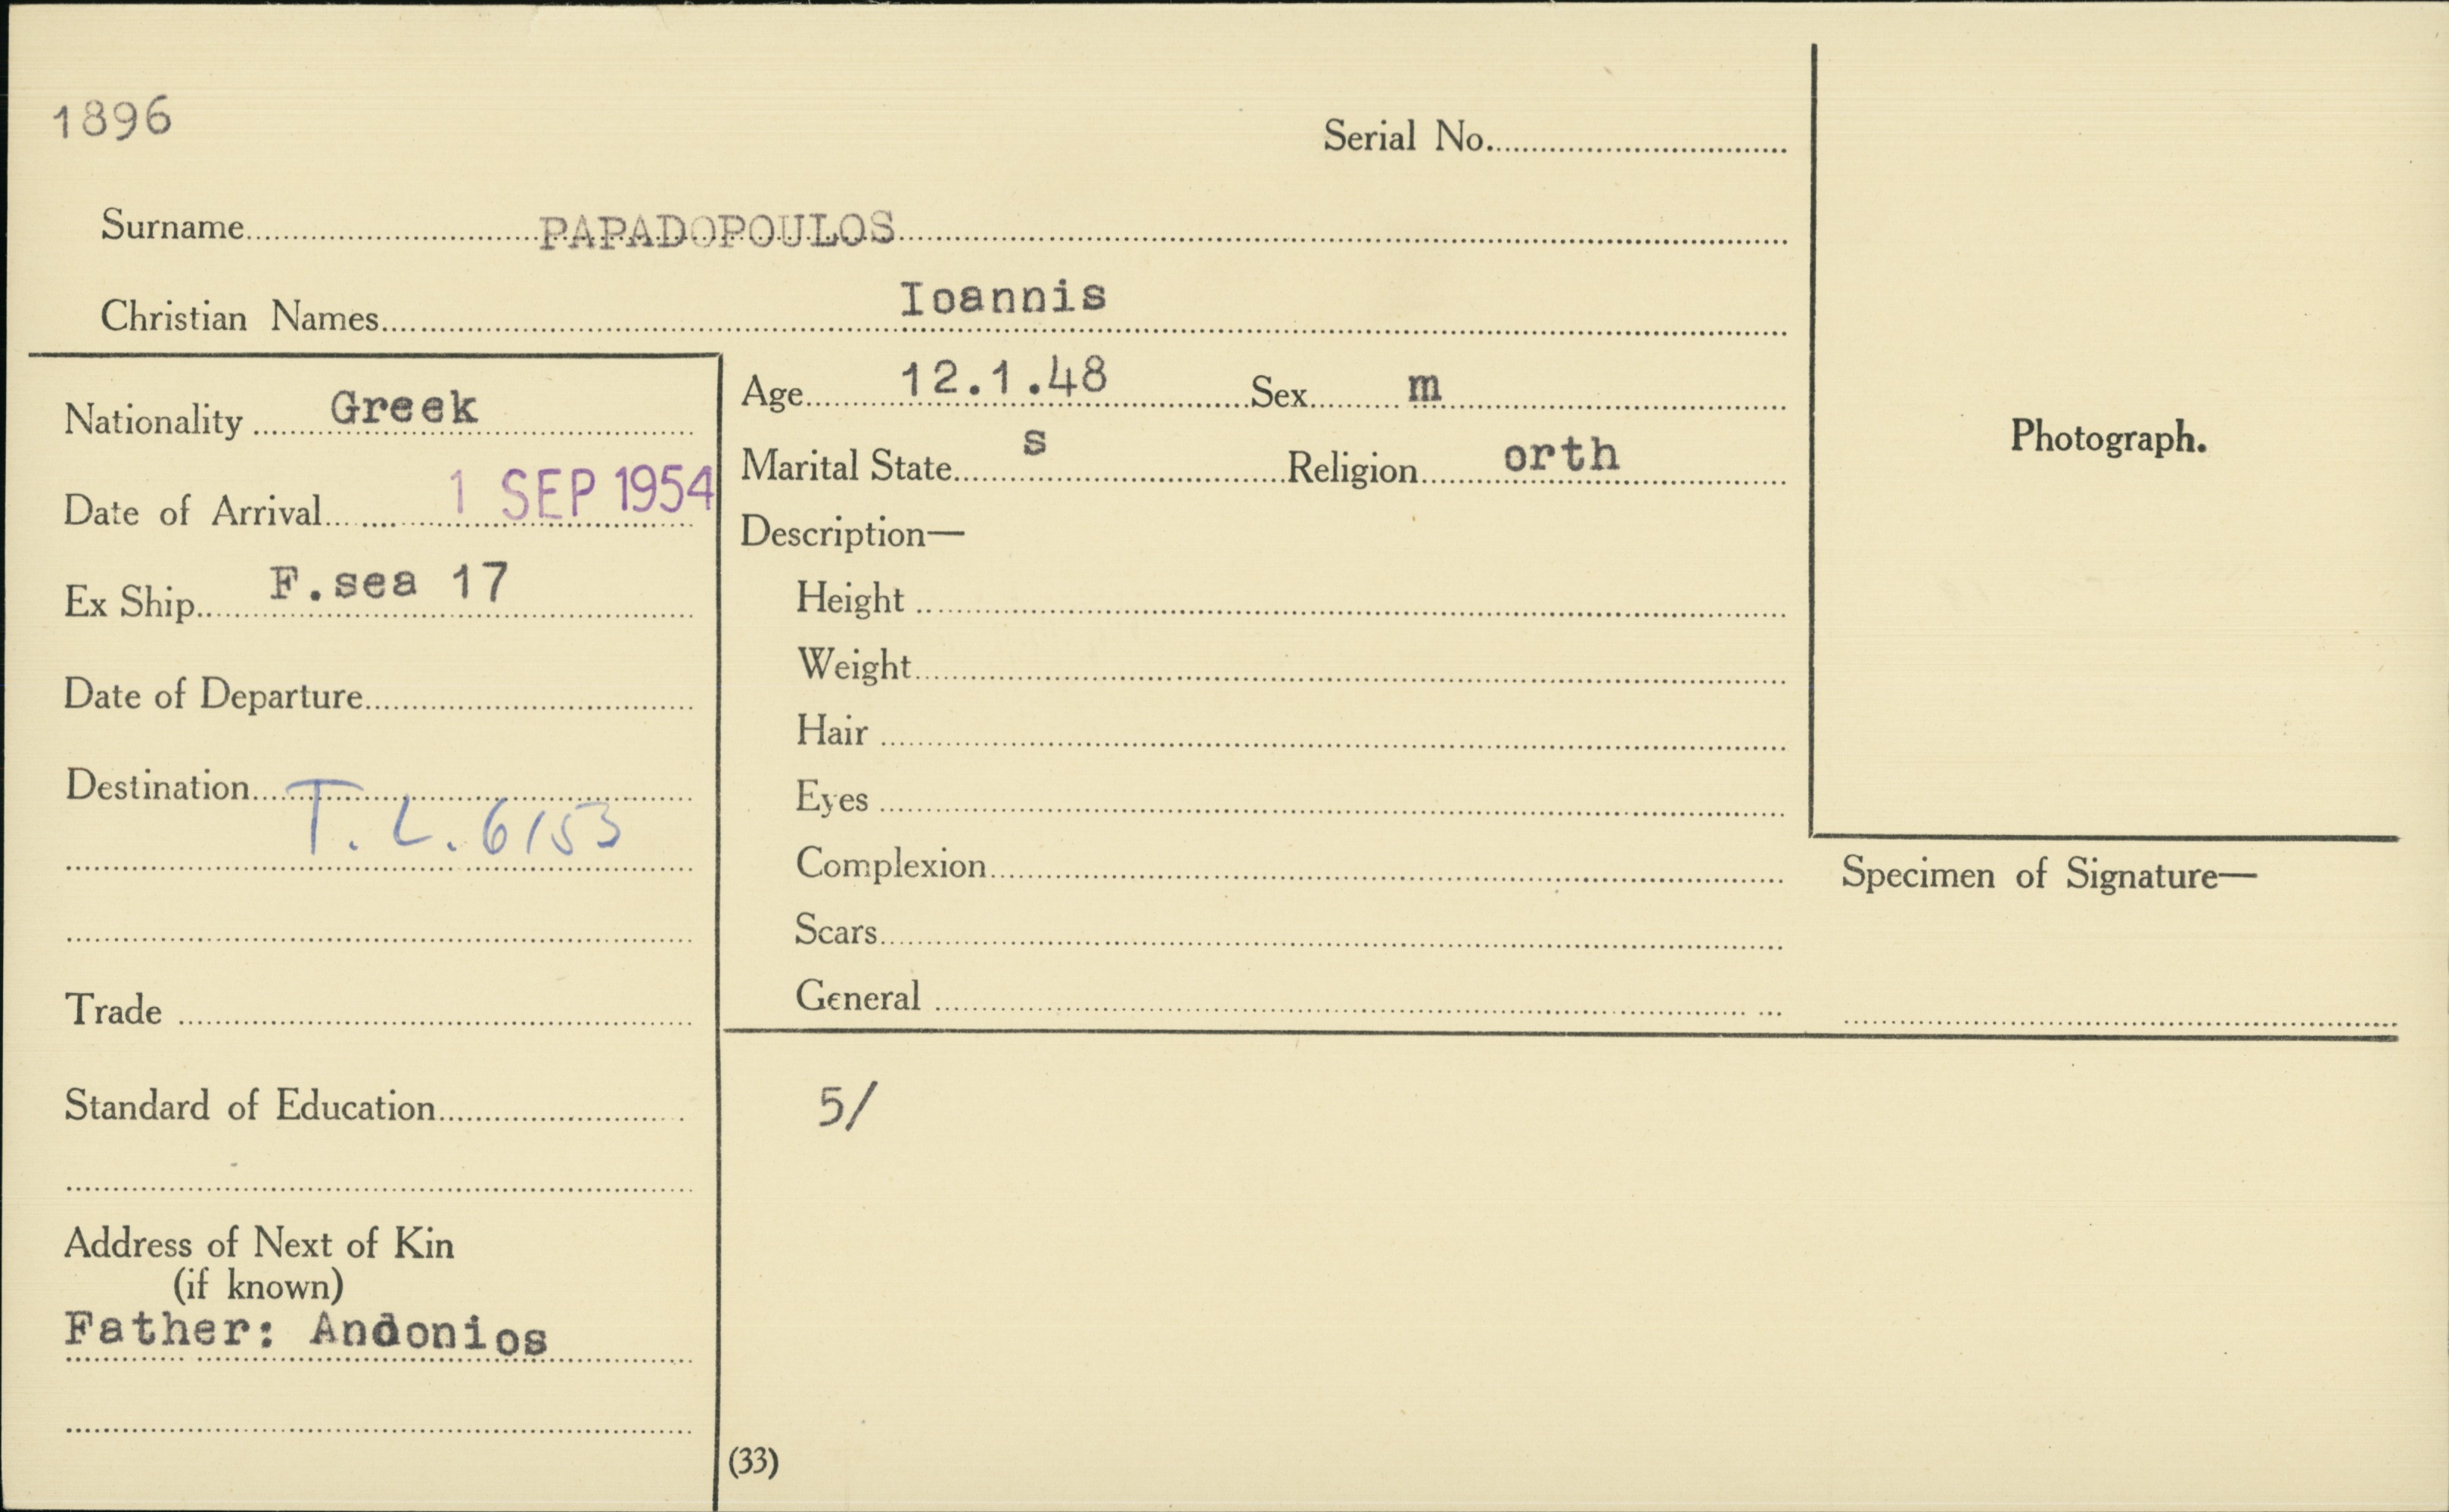 1896
Serial No.
Surname PAPADOPOULOS
Christian Names Ioannis
Nationality Greek
Date of Arrival 1 SEP 1954
Ex Ship F.sea 17
Date of Departure
Destination
T. L. 6153
Trade
Standard of Education
Address of Next of Kin
(if known)
Father: Andonios
Age 12.1.48 Sex m
Marital State s Religion orth
Description—
Height
Weight
Hair
Eyes
Complexion
Scars
General
5/
(33)
Photograph.
Specimen of Signature—